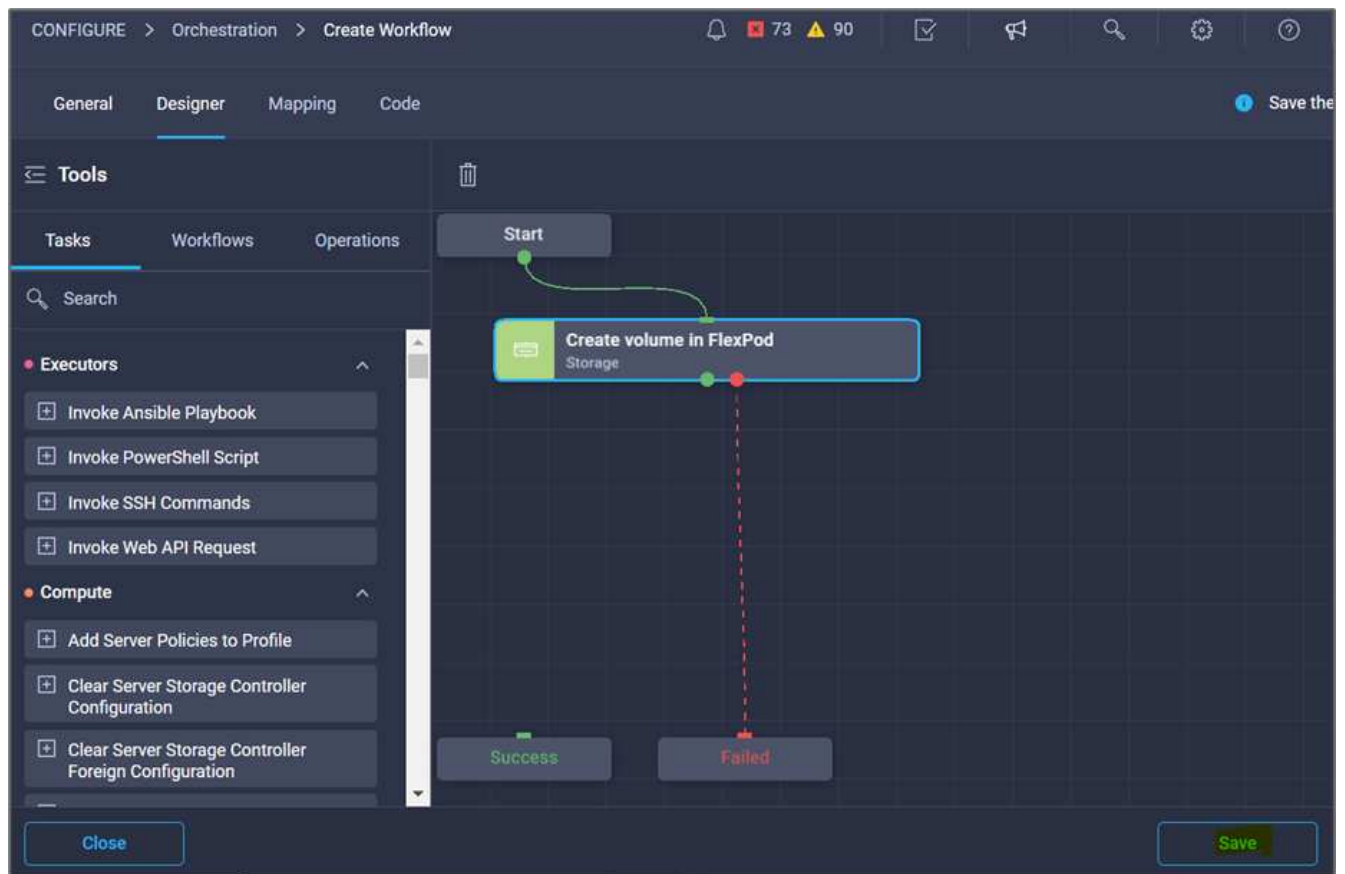 CONFIGURE > Orchestration > Create Workflow 73 90
General Designer Mapping Code Save the
Tools
Tasks Workflows Operations
Search
Executors
Invoke Ansible Playbook
Invoke PowerShell Script
Invoke SSH Commands
Invoke Web API Request
Compute
Add Server Policies to Profile
Clear Server Storage Controller
Configuration
Clear Server Storage Controller
Foreign Configuration
Start
Create volume in FlexPod
Storage
Success Failed
Close Save